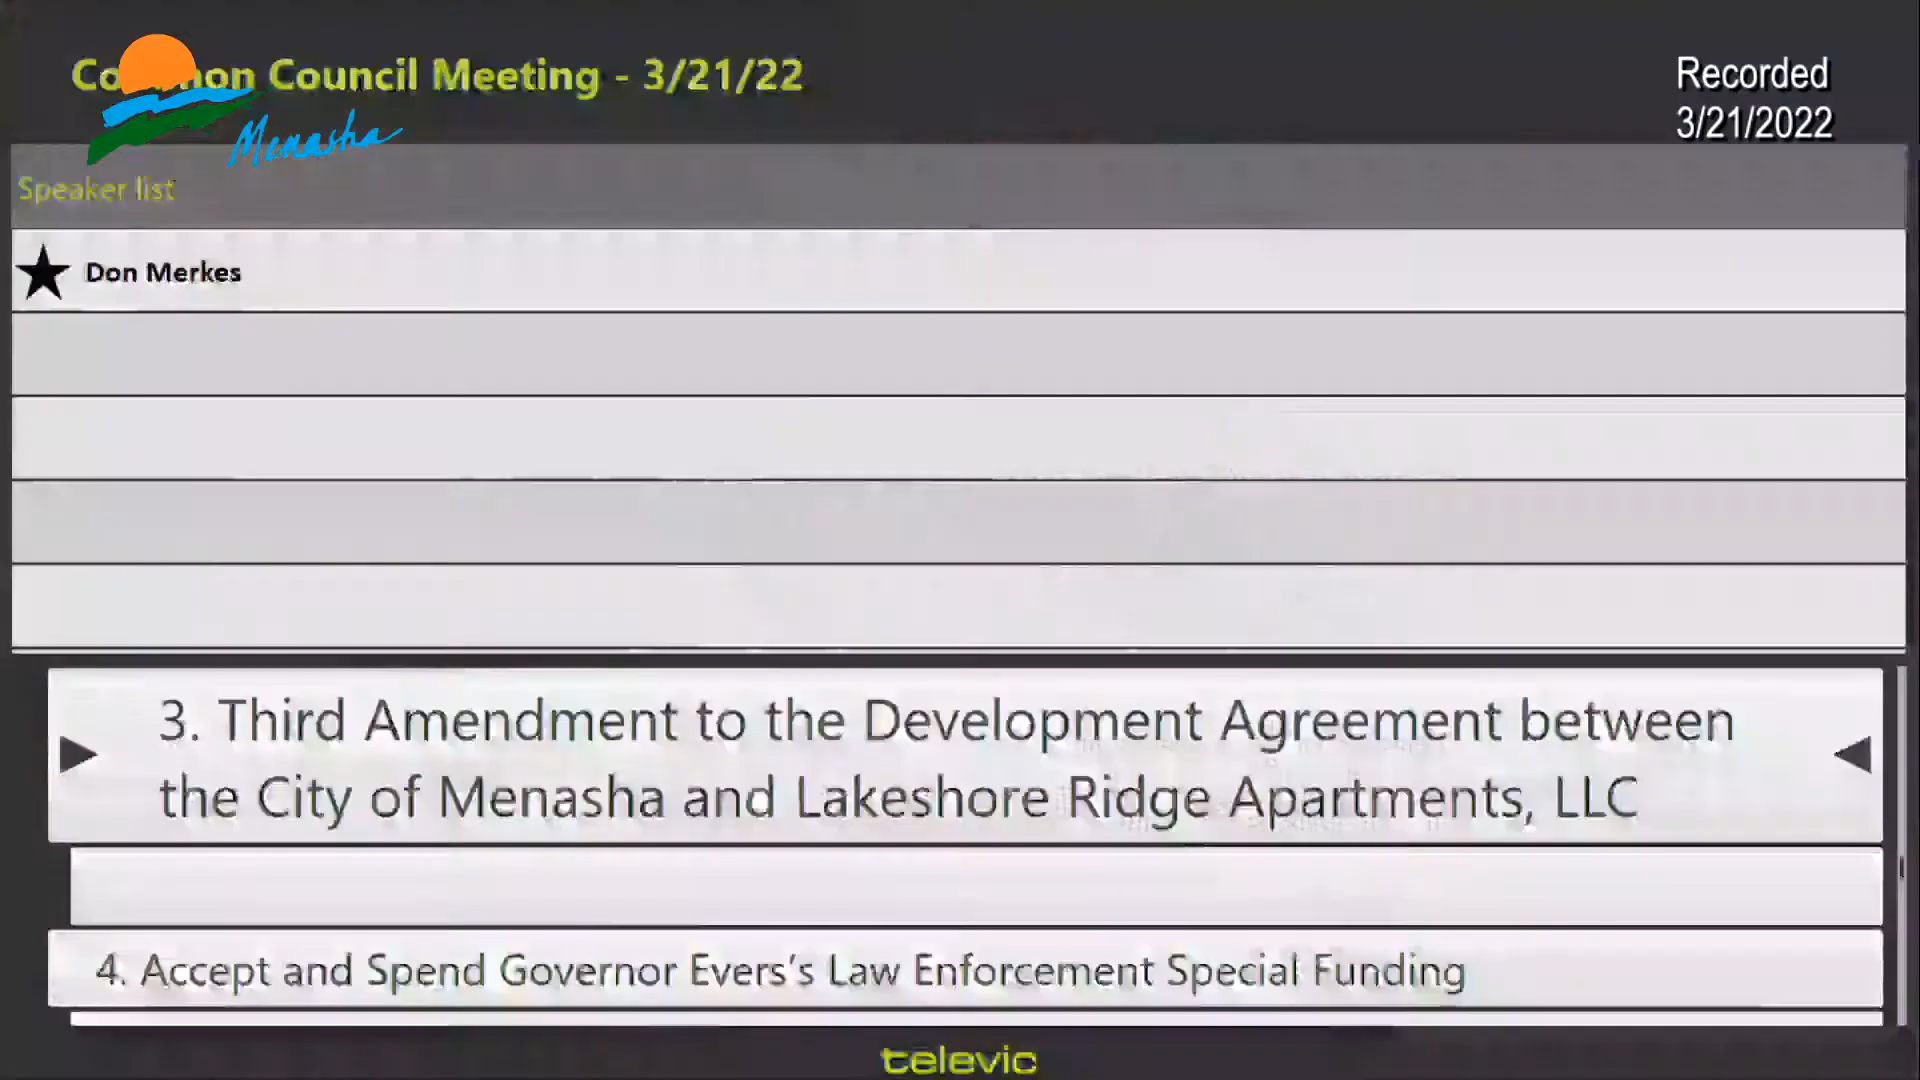 Common Council Meeting - 3/21/22
Menasha
Recorded
3/21/2022
Speaker list
Don Merkes
3. Third Amendment to the Development Agreement between
the City of Menasha and Lakeshore Ridge Apartments, LLC
4. Accept and Spend Governor Evers's Law Enforcement Special Funding
televic